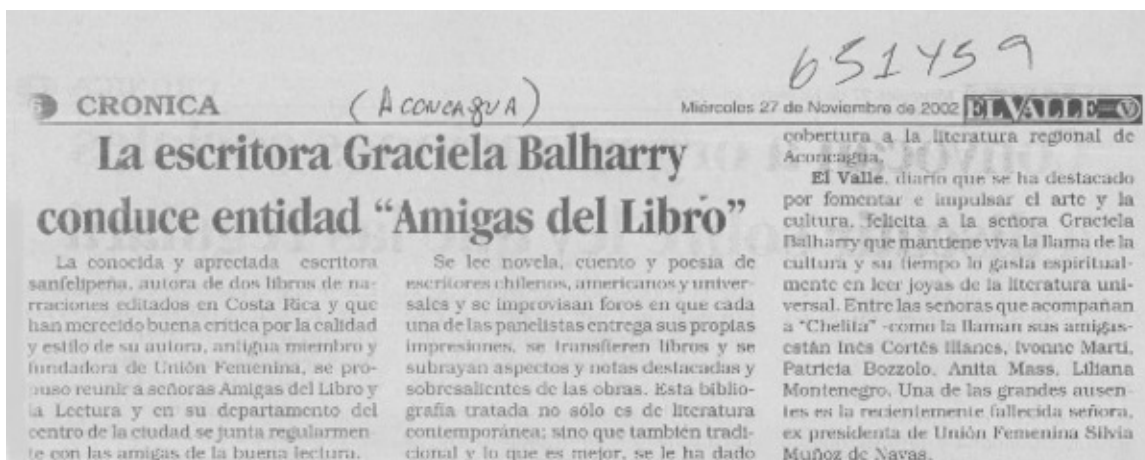 651459
CRONICA
(ACONCAGUA)
Miércoles 27 de Noviembre de 2002
EL VALLE
La escritora Graciela Balharry
conduce entidad “Amigas del Libro”
La conocida y apreciada escritora
sanfelipeña, autora de dos libros de na-
rraciones editados en Costa Rica y que
han merecido buena crítica por la calidad
y estilo de su autora, antigua miembro y
fundadora de Unión Femenina, se pro-
puso reunir a señoras Amigas del Libro y
la Lectura y en su departamento del
centro de la ciudad se junta regularmen-
te con las amigas de la buena lectura.
Se lee novela, cuento y poesía de
escritores chilenos, americanos y univer-
sales y se improvisan foros en que cada
una de las panelistas entrega sus propias
impresiones, se transfieren libros y se
subrayan aspectos y notas destacadas y
sobresalientes de las obras. Esta biblio-
grafía tratada no sólo es de literatura
contemporánea; sino que también tradi-
cional y lo que es mejor, se le ha dado
cobertura a la literatura regional de
Aconcagua.
El Valle, diario que se ha destacado
por fomentar e impulsar el arte y la
cultura, felicita a la señora Graciela
Balharry que mantiene viva la llama de la
cultura y su tiempo lo gasta espiritual-
mente en leer joyas de la literatura uni-
versal. Entre las señoras que acompañan
a “Chelita” -como la llaman sus amigas-
están Inés Cortés Illanes, Ivonne Martí,
Patricia Bozzolo, Anita Mass, Liliana
Montenegro. Una de las grandes ausen-
tes es la recientemente fallecida señora,
ex presidenta de Unión Femenina Silvia
Muñoz de Navas.